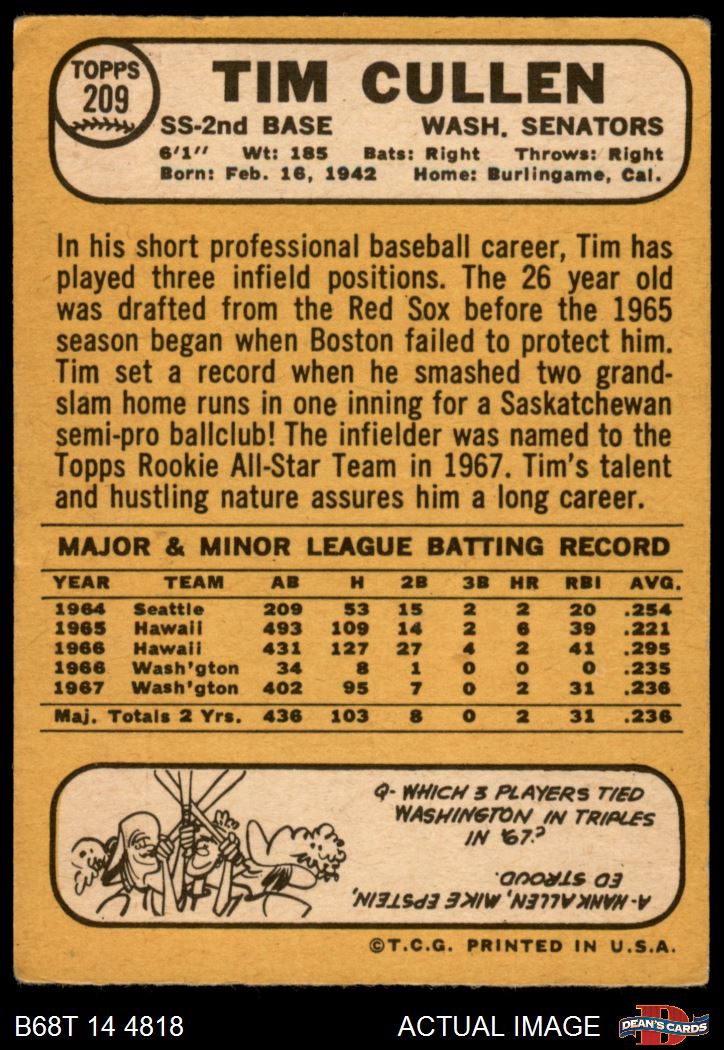 TOPPS
209
TIM CULLEN
SS-2nd BASE WASH. SENATORS
6'1" Wt: 185 Bats: Right Throws: Right
Born: Feb. 16, 1942 Home: Burlingame, Cal.
In his short professional baseball career, Tim has
played three infield positions. The 26 year old
was drafted from the Red Sox before the 1965
season began when Boston failed to protect him.
Tim set a record when he smashed two grand-
slam home runs in one inning for a Saskatchewan
semi-pro ballclub! The infielder was named to the
Topps Rookie All-Star Team in 1967. Tim's talent
and hustling nature assures him a long career.
MAJOR & MINOR LEAGUE BATTING RECORD
YEAR TEAM AB H 2B 3B HR RBI AVG.
1964 Seattle 209 53 15 2 2 20 .254
1965 Hawaii 493 109 14 2 6 39 .221
1966 Hawaii 431 127 27 4 2 41 .295
1966 Wash'gton 34 8 1 0 0 0 .235
1967 Wash'gton 402 95 7 0 2 31 .236
Maj. Totals 2 Yrs. 436 103 8 0 2 31 .236
Q- WHICH 3 PLAYERS TIED
WASHINGTON IN TRIPLES
IN '67?
A- HANK ALLEN, MIKE EPSTEIN,
ED STROUD.
©T.C.G. PRINTED IN U.S.A.
B68T 14 4818 ACTUAL IMAGE
D
DEAN'S CARDS